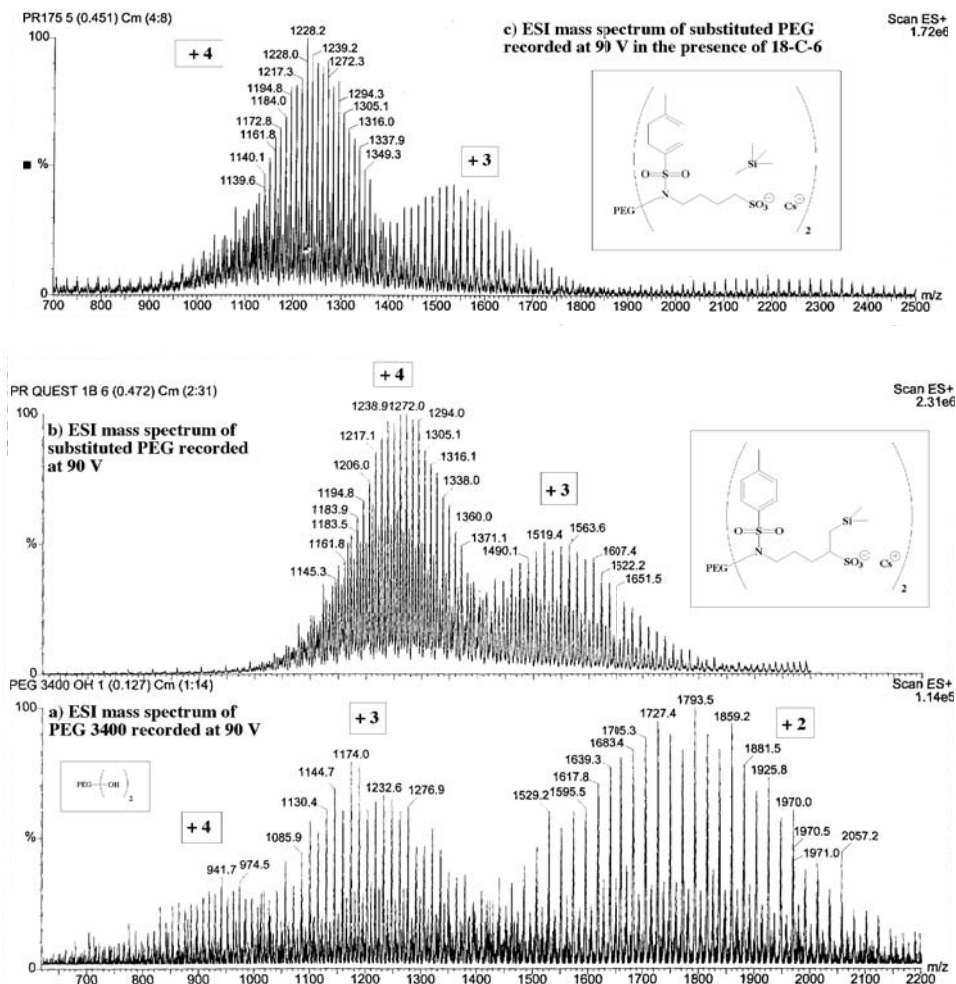 PR175 5 (0.451) Cm (4:8)
Scan ES+
1.72e6
c) ESI mass spectrum of substituted PEG
recorded at 90 V in the presence of 18-C-6
100
+ 4
1228.2
1228.0
1239.2
1217.3
1272.3
1194.8
1294.3
1184.0
1305.1
1172.8
1316.0
1161.8
1337.9
1140.1
1349.3
1139.6
+ 3
%
0
Si
O S O
N
PEG
SO3⊖ Cs⊖
2
700 800 900 1000 1100 1200 1300 1400 1500 1600 1700 1800 1900 2000 2100 2200 2300 2400 2500
m/z
PR QUEST 1B 6 (0.472) Cm (2:31)
Scan ES+
2.31e6
+ 4
b) ESI mass spectrum of
substituted PEG recorded
at 90 V
100
1238.9
1272.0
1294.0
1217.1
1305.1
1206.0
1316.1
1194.8
1338.0
1183.9
1183.5
1360.0
1161.8
1371.1
1145.3
+ 3
1519.4
1563.6
1490.1
1607.4
1622.2
1651.5
%
0
Si
O S O
N
PEG
SO3⊖ Cs⊕
2
PEG 3400 OH 1 (0.127) Cm (1:14)
Scan ES+
1.14e5
a) ESI mass spectrum of
PEG 3400 recorded at 90 V
100
PEG OH
2
+ 4
+ 3
+ 2
941.7
974.5
1085.9
1130.4
1144.7
1174.0
1232.6
1276.9
1529.2
1595.5
1617.8
1639.3
1683.4
1705.3
1727.4
1793.5
1859.2
1881.5
1925.8
1970.0
1970.5
1971.0
2057.2
%
0
700 800 900 1000 1100 1200 1300 1400 1500 1600 1700 1800 1900 2000 2100 2200